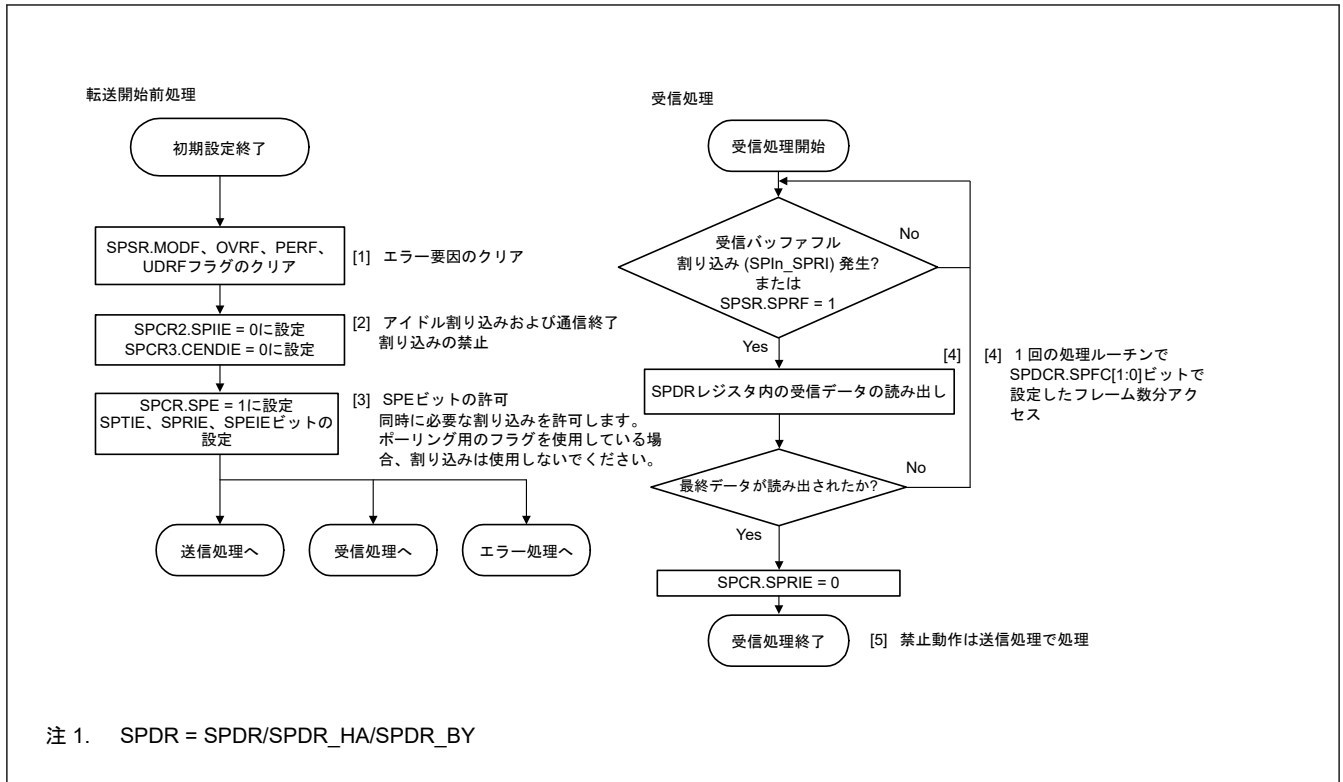 転送開始前処理
初期設定終了
SPSR.MODF、OVRF、PERF、
UDRFフラグのクリア
[1] エラー要因のクリア
SPCR2.SPIIE = 0に設定
SPCR3.CENDIE = 0に設定
[2] アイドル割り込みおよび通信終了
割り込みの禁止
SPCR.SPE = 1に設定
SPTIE、SPRIE、SPEIEビットの
設定
[3] SPEビットの許可
同時に必要な割り込みを許可します。
ポーリング用のフラグを使用している場
合、割り込みは使用しないでください。
送信処理へ
受信処理へ
エラー処理へ
受信処理
受信処理開始
受信バッファフル
割り込み (SPIn_SPRI) 発生?
または
SPSR.SPRF = 1
No
Yes
[4]
SPDRレジスタ内の受信データの読み出し
[4] 1 回の処理ルーチンで
SPDCR.SPFC[1:0]ビットで
設定したフレーム数分アク
セス
最終データが読み出されたか?
No
Yes
SPCR.SPRIE = 0
受信処理終了
[5] 禁止動作は送信処理で処理
注 1. SPDR = SPDR/SPDR_HA/SPDR_BY